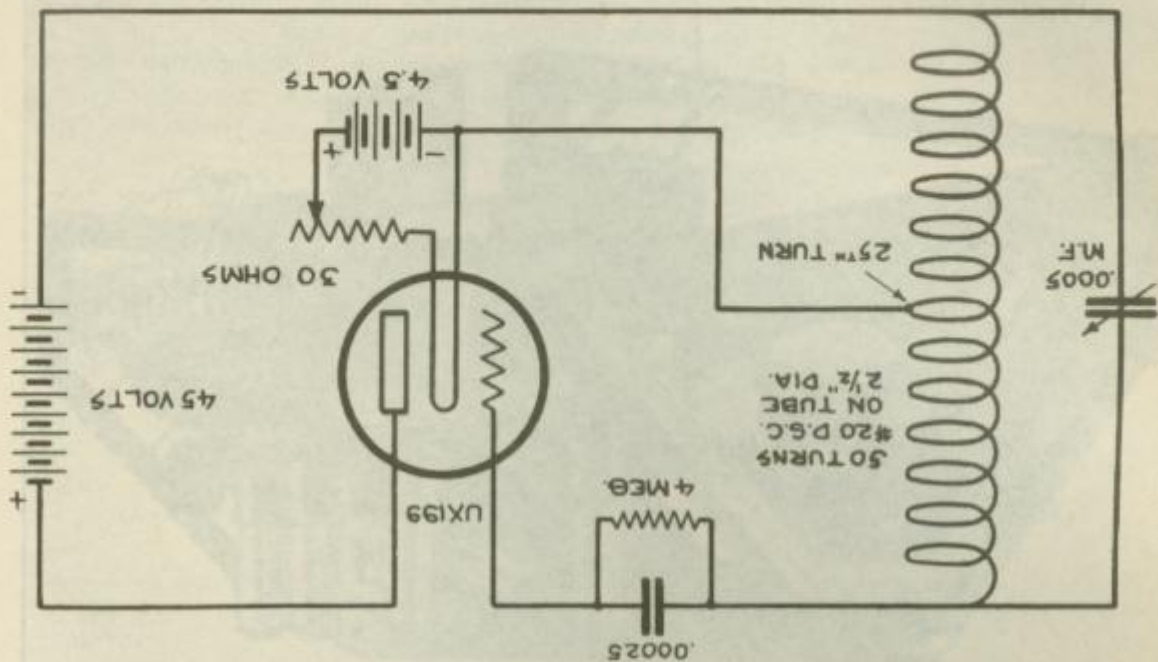 .00025
4 MEG.
UX199
50 TURNS
#20 D.S.C.
ON TUBE
2½" DIA.
+
45 VOLTS
.0005
M.F.
25TH TURN
30 OHMS
-
- +
4.5 VOLTS